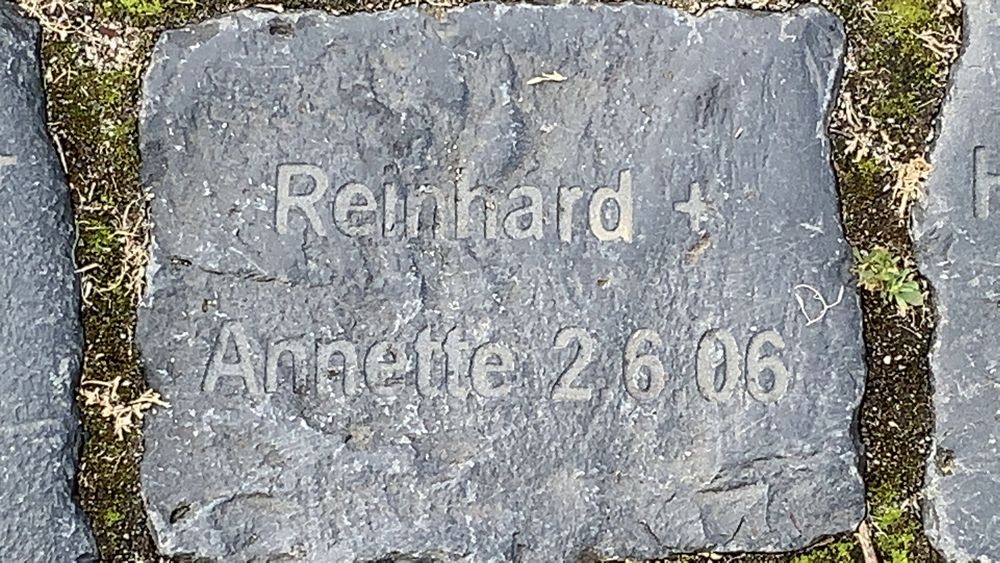 Reinhard +
Annette 2.6.06